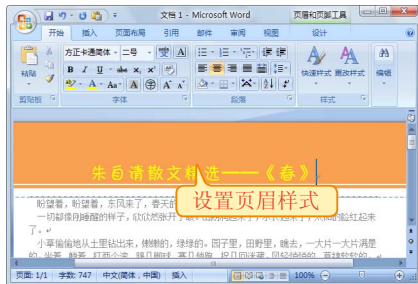 文档 1 - Microsoft Word
页眉和页脚工具
开始 插入 页面布局 引用 邮件 审阅 视图 设计
方正卡通简体 二号
粘贴
快速样式 更改样式 编辑
剪贴板 字体 段落 样式
朱自清散文精选——《春》
设置页眉样式
盼望着，盼望着，东风来了，春天的
一切都像刚睡醒的样子，欣欣然张开了
太阳的脸红起来
了。
小草偷偷地从土里钻出来，嫩嫩的，绿绿的。园子里，田野里，瞧去，一大片一大片满是
页面: 1/1 字数: 747 中文(简体，中国) 插入 100%